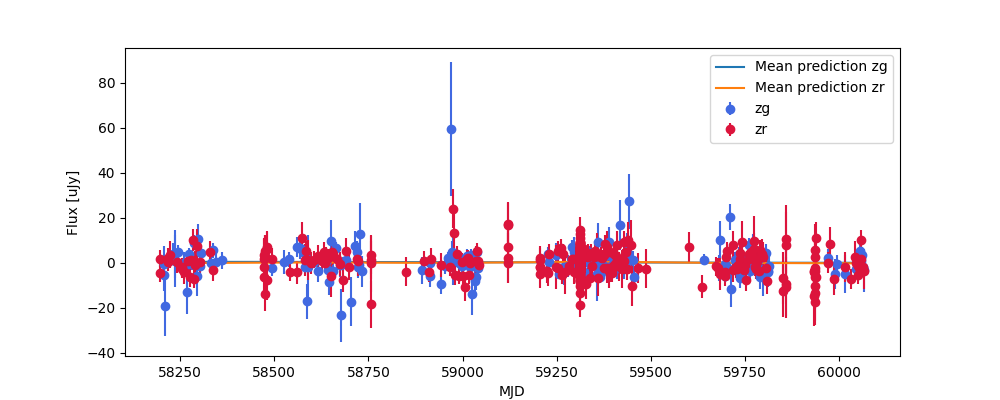 Mean prediction zg
Mean prediction zr
zg
zr
80
60
40
20
0
−20
−40
Flux [uJy]
58250
58500
58750
59000
59250
59500
59750
60000
MJD